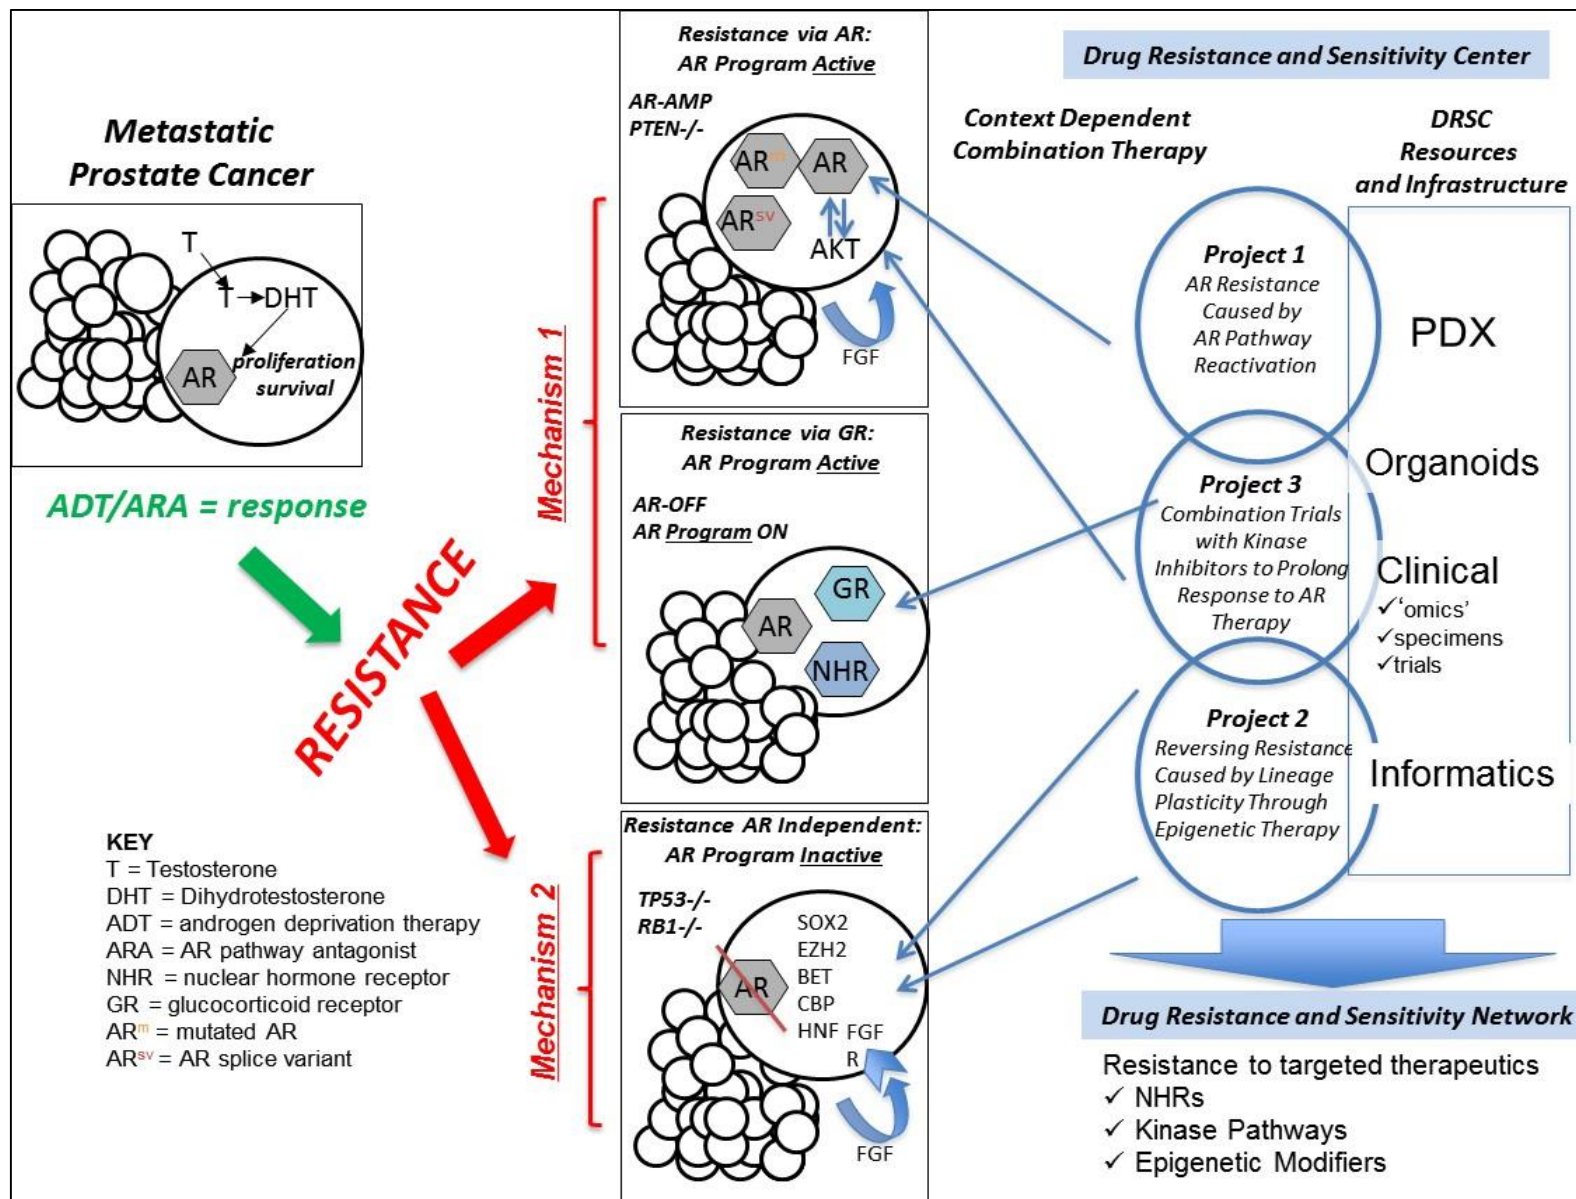 Metastatic
Prostate Cancer
T
T
DHT
AR
proliferation
survival
ADT/ARA = response
RESISTANCE
KEY
T = Testosterone
DHT = Dihydrotestosterone
ADT = androgen deprivation therapy
ARA = AR pathway antagonist
NHR = nuclear hormone receptor
GR = glucocorticoid receptor
ARm = mutated AR
ARsv = AR splice variant
Mechanism 1
Mechanism 2
Resistance via AR:
AR Program Active
AR-AMP
PTEN-/-
ARm
AR
ARsv
AKT
FGF
Resistance via GR:
AR Program Active
AR-OFF
AR Program ON
GR
AR
NHR
Resistance AR Independent:
AR Program Inactive
TP53-/-
RB1-/-
SOX2
EZH2
AR
BET
CBP
HNF
FGF
R
FGF
Drug Resistance and Sensitivity Center
Context Dependent
Combination Therapy
DRSC
Resources
and Infrastructure
Project 1
AR Resistance
Caused by
AR Pathway
Reactivation
Project 3
Combination Trials
with Kinase
Inhibitors to Prolong
Response to AR
Therapy
Project 2
Reversing Resistance
Caused by Lineage
Plasticity Through
Epigenetic Therapy
PDX
Organoids
Clinical
✓‘omics’
✓specimens
✓trials
Informatics
Drug Resistance and Sensitivity Network
Resistance to targeted therapeutics
✓ NHRs
✓ Kinase Pathways
✓ Epigenetic Modifiers